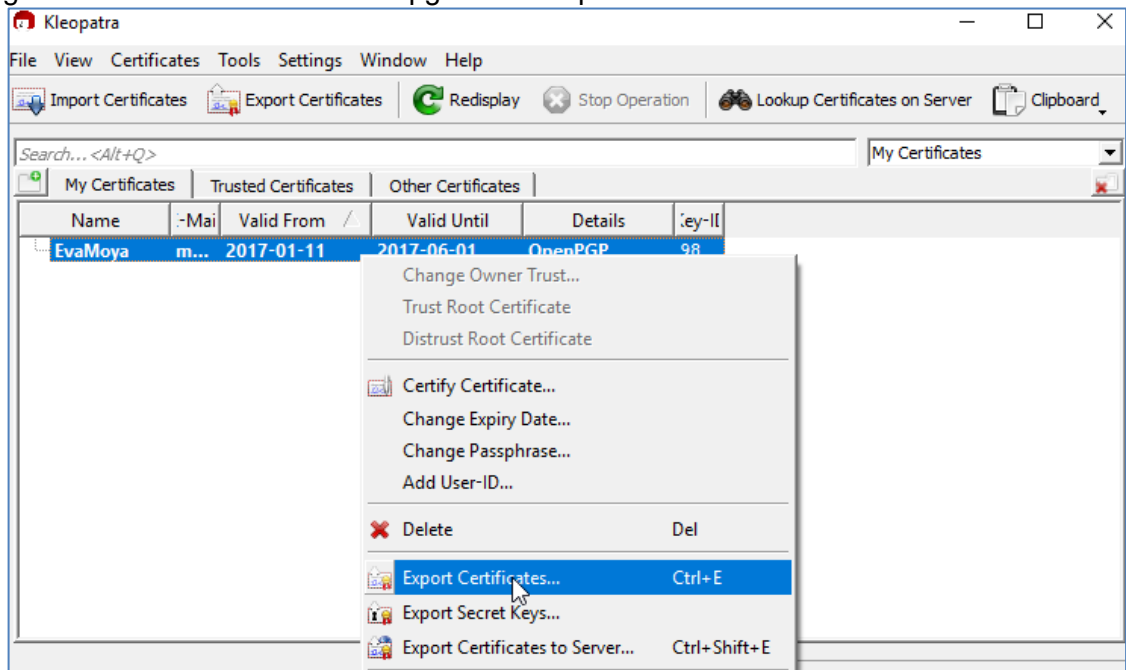 Kleopatra
File View Certificates Tools Settings Window Help
Import Certificates Export Certificates Redisplay Stop Operation Lookup Certificates on Server Clipboard
Search...<Alt+Q> My Certificates
My Certificates Trusted Certificates Other Certificates
Name -Mai Valid From Valid Until Details ey-II
EvaMoya m... 2017-01-11 2017-06-01 OpenPGP 98
Change Owner Trust...
Trust Root Certificate
Distrust Root Certificate
Certify Certificate...
Change Expiry Date...
Change Passphrase...
Add User-ID...
Delete Del
Export Certificates... Ctrl+E
Export Secret Keys...
Export Certificates to Server... Ctrl+Shift+E